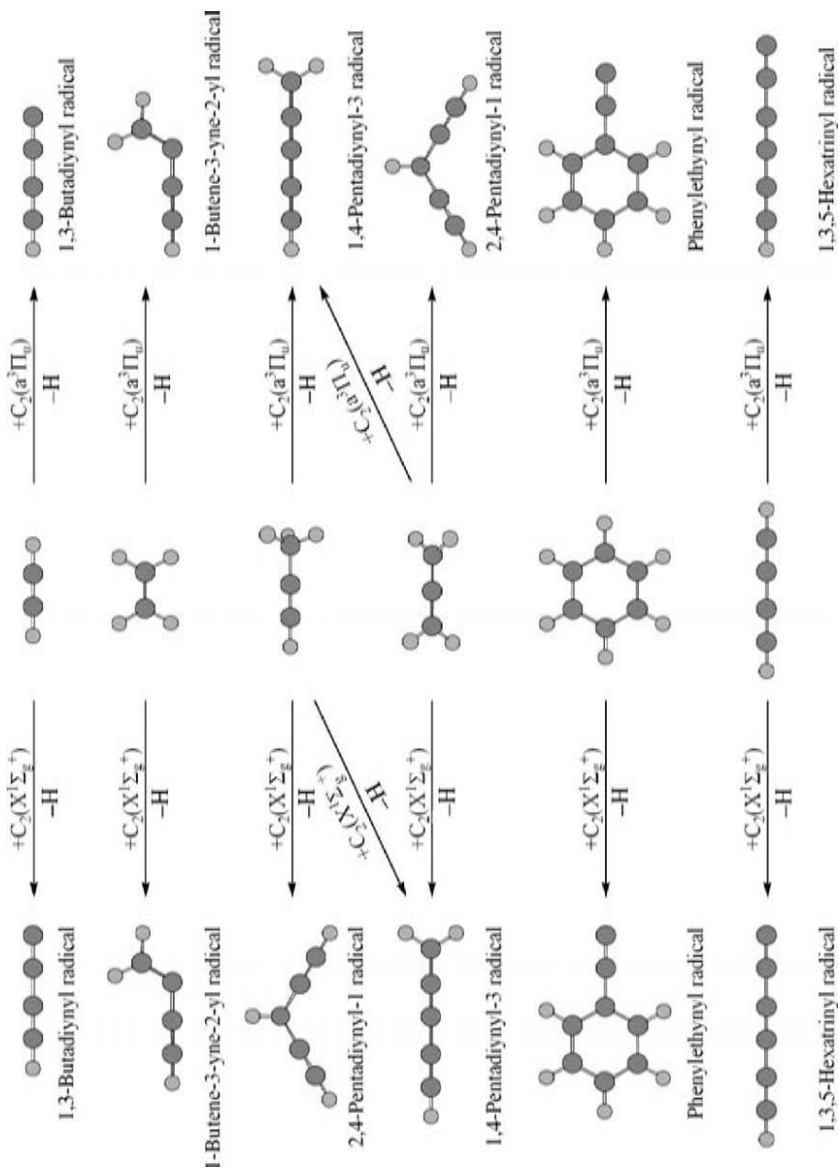 +C₂(X¹Σg⁺)
–H
+C₂(a³Πᵤ)
–H
1,3-Butadiynyl radical
1,3-Butadiynyl radical
+C₂(X¹Σg⁺)
–H
+C₂(a³Πᵤ)
–H
1-Butene-3-yne-2-yl radical
1-Butene-3-yne-2-yl radical
+C₂(X¹Σg⁺)
–H
+C₂(a³Πᵤ)
–H
2,4-Pentadiynyl-1 radical
1,4-Pentadiynyl-3 radical
+C₂(X¹Σg⁺)
–H
+C₂(a³Πᵤ)
–H
+C₂(X¹Σg⁺)
–H
+C₂(a³Πᵤ)
–H
1,4-Pentadiynyl-3 radical
2,4-Pentadiynyl-1 radical
+C₂(X¹Σg⁺)
–H
+C₂(a³Πᵤ)
–H
Phenylethynyl radical
Phenylethynyl radical
+C₂(X¹Σg⁺)
–H
+C₂(a³Πᵤ)
–H
1,3,5-Hexatrinyl radical
1,3,5-Hexatrinyl radical